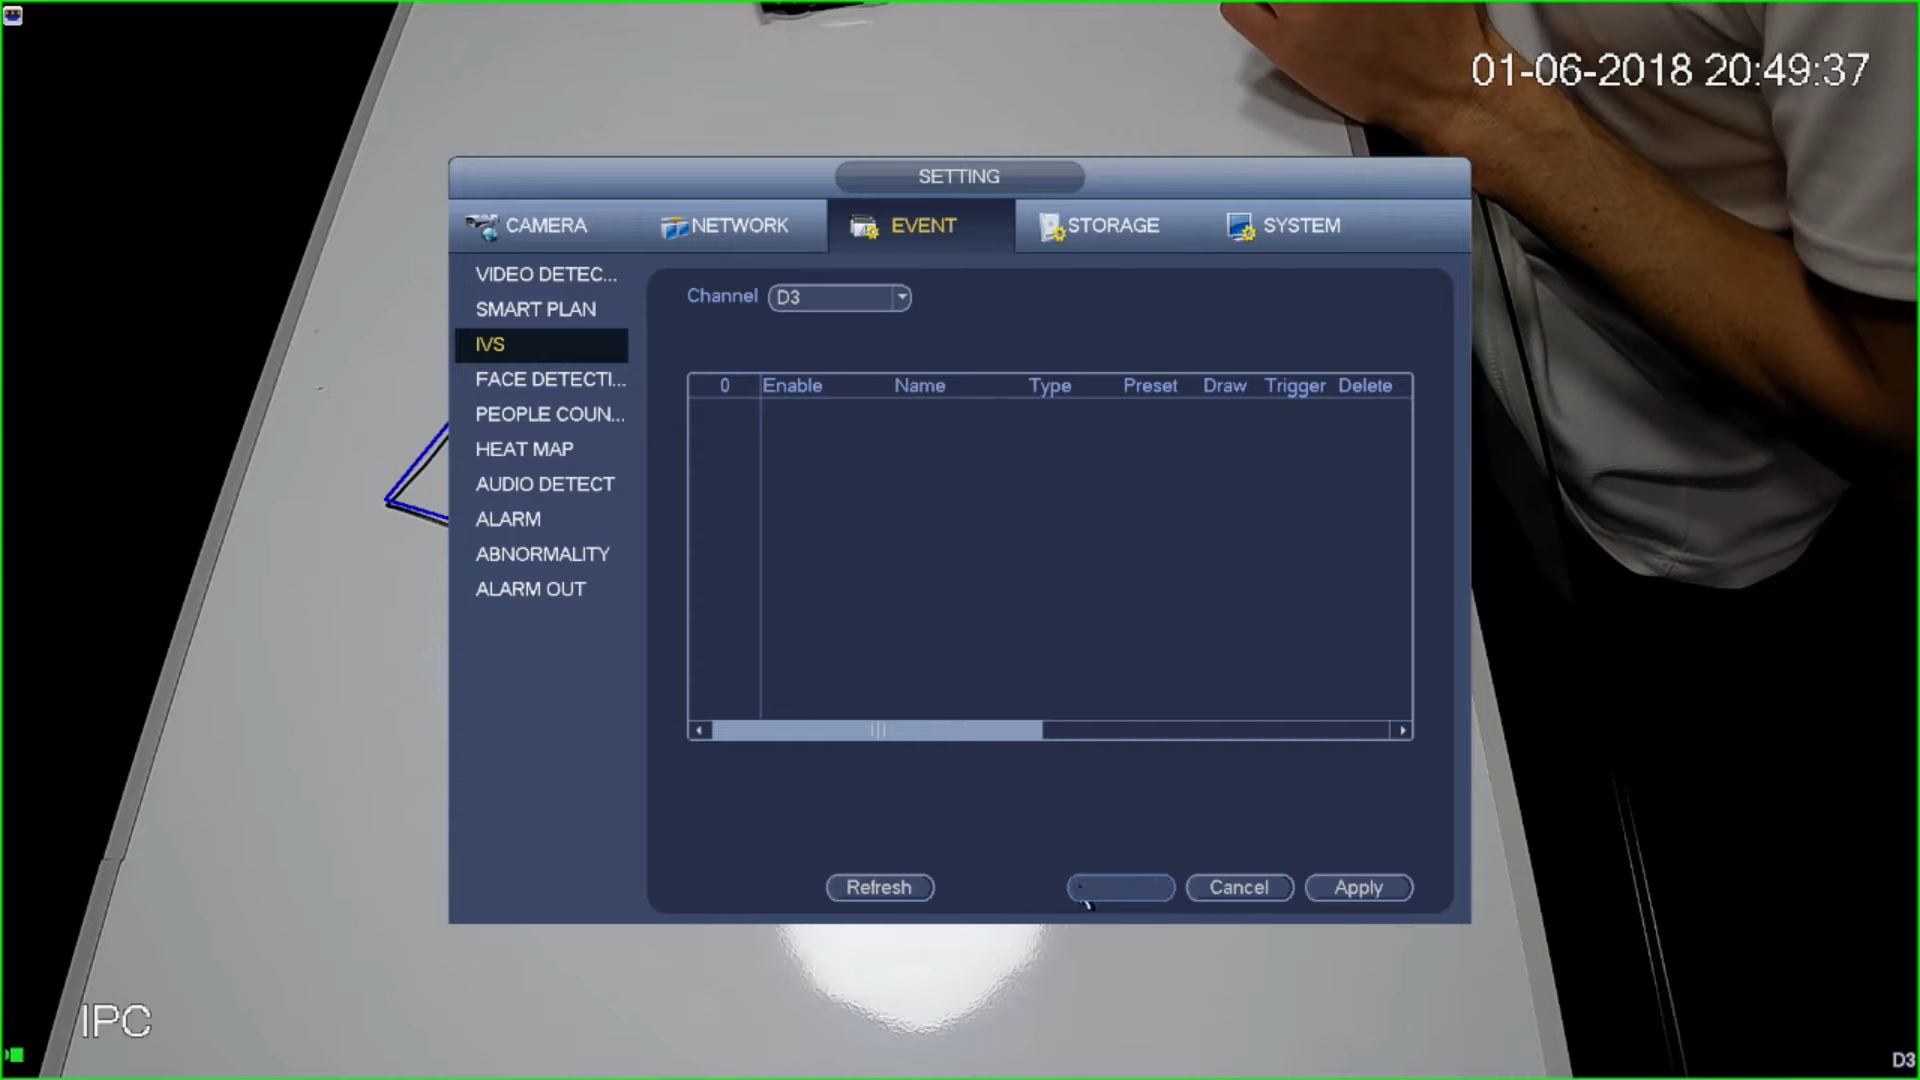 01-06-2018 20:49:37
SETTING
CAMERA NETWORK EVENT STORAGE SYSTEM
VIDEO DETEC...
SMART PLAN
IVS
FACE DETECTI...
PEOPLE COUN...
HEAT MAP
AUDIO DETECT
ALARM
ABNORMALITY
ALARM OUT
Channel D3
0 Enable Name Type Preset Draw Trigger Delete
Refresh Cancel Apply
IPC
D3